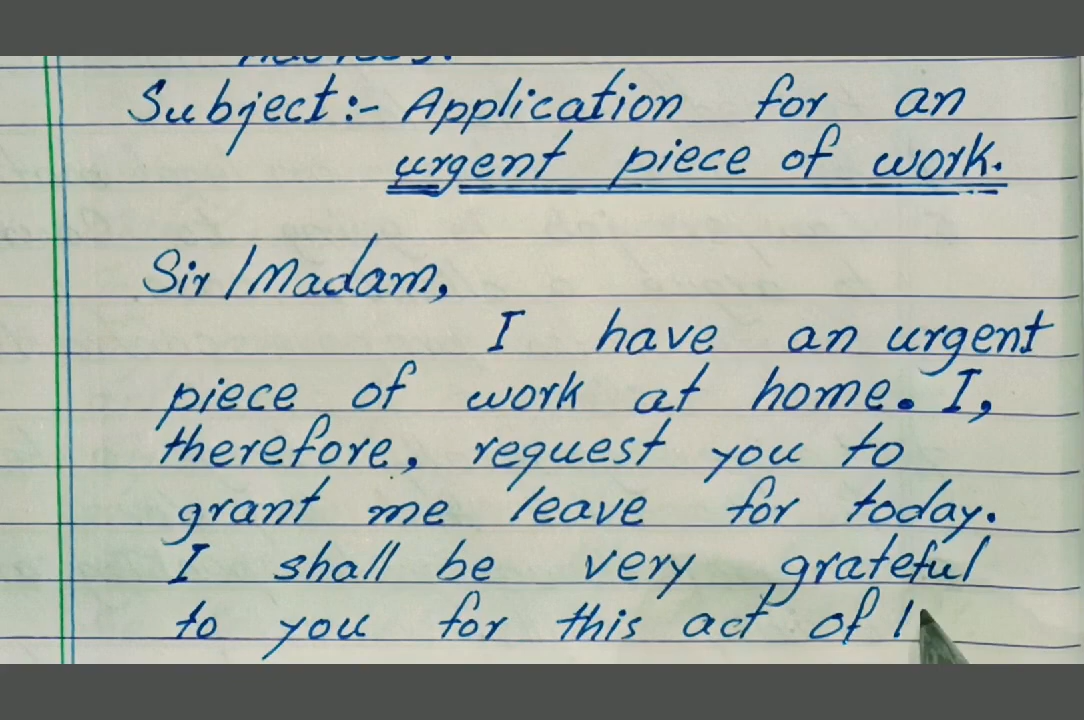 Subject:- Application for an
urgent piece of work.
Sir/Madam,
I have an urgent
piece of work at home. I,
therefore, request you to
grant me leave for today.
I shall be very grateful
to you for this act of